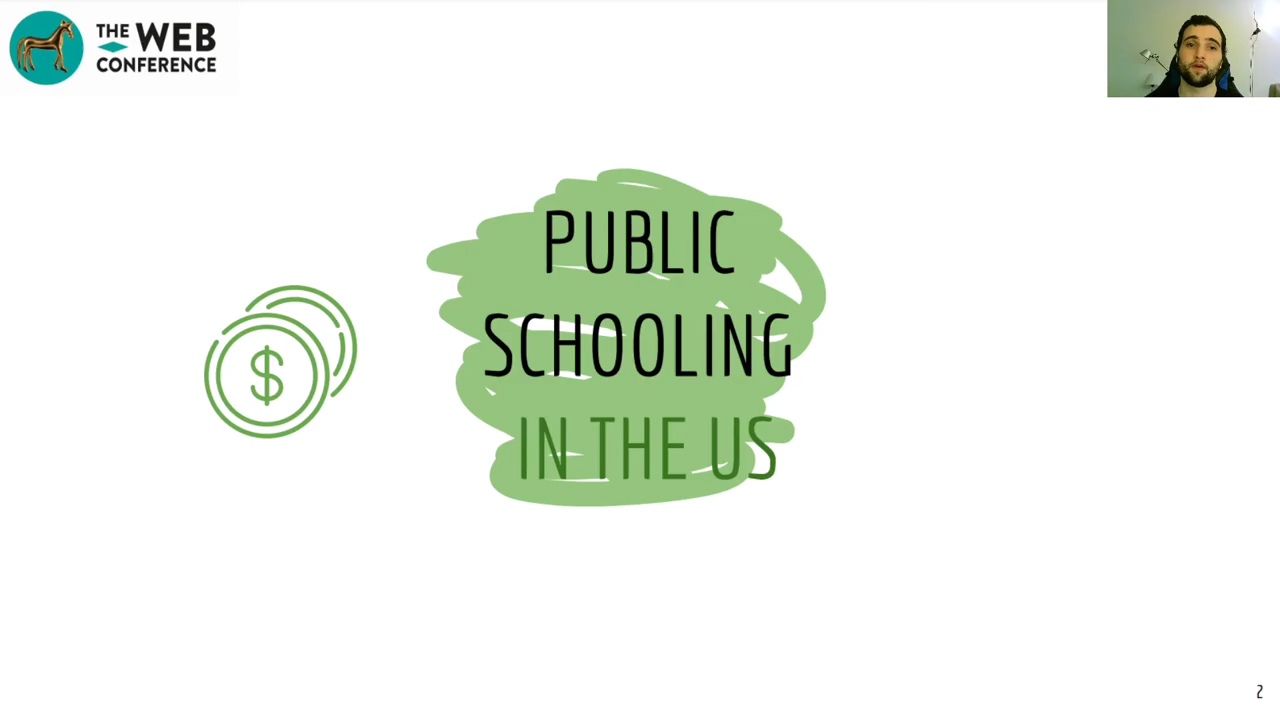 THE WEB
CONFERENCE
PUBLIC
SCHOOLING
IN THE US
$
2